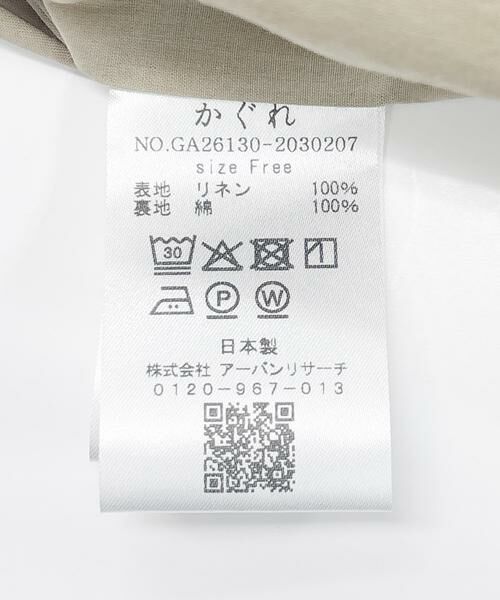 かぐれ
NO.GA26130-2030207
size Free
表地 リネン 100%
裏地 綿 100%
30
P W
日本製
株式会社 アーバンリサーチ
0120-967-013